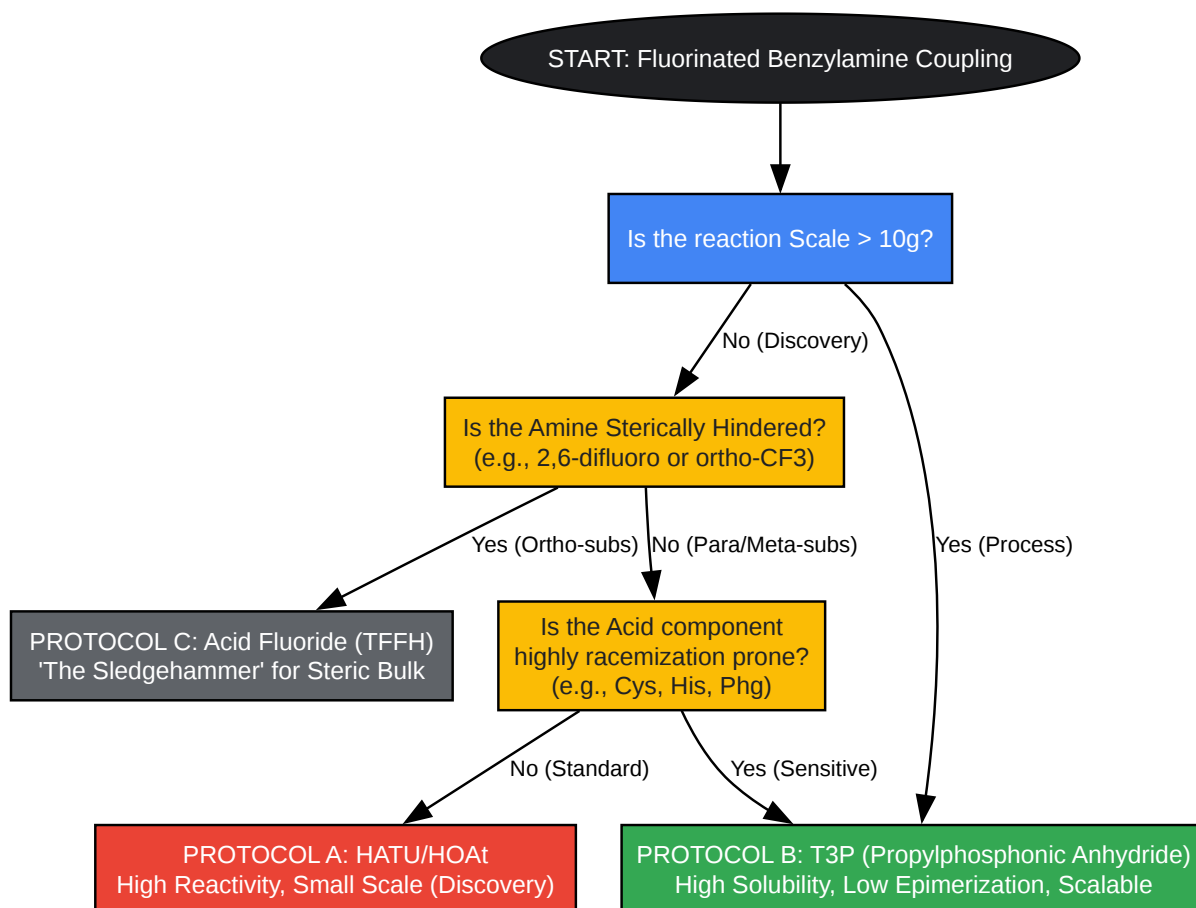 START: Fluorinated Benzylamine Coupling
Is the reaction Scale > 10g?
No (Discovery)
Is the Amine Sterically Hindered?
(e.g., 2,6-difluoro or ortho-CF3)
Yes (Ortho-subs)
No (Para/Meta-subs)
Yes (Process)
PROTOCOL C: Acid Fluoride (TFFH)
'The Sledgehammer' for Steric Bulk
Is the Acid component
highly racemization prone?
(e.g., Cys, His, Phg)
No (Standard)
Yes (Sensitive)
PROTOCOL A: HATU/HOAt
High Reactivity, Small Scale (Discovery)
PROTOCOL B: T3P (Propylphosphonic Anhydride)
High Solubility, Low Epimerization, Scalable